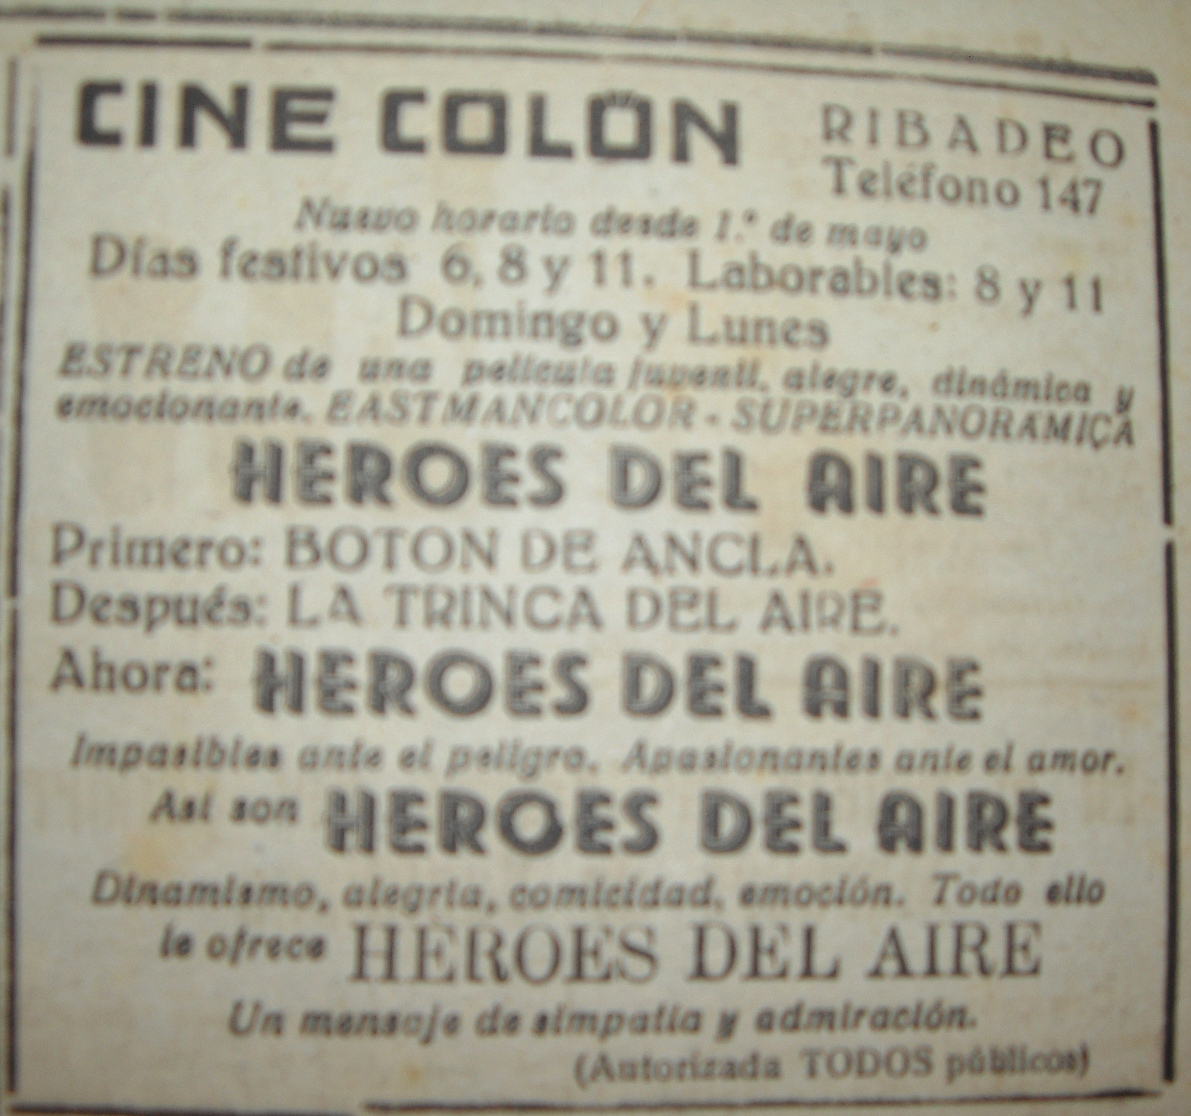 CINE COLÓN
RIBADEO
Teléfono 147
Nuevo horario desde 1.º de mayo
Días festivos 6, 8 y 11. Laborables: 8 y 11
Domingo y Lunes
ESTRENO de una película juvenil, alegre, dinámica y
emocionante. EASTMANCOLOR - SUPERPANORAMICA
HEROES DEL AIRE
Primero: BOTON DE ANCLA.
Después: LA TRINCA DEL AIRE.
Ahora: HEROES DEL AIRE
Impasibles ante el peligro. Apasionantes ante el amor.
Así son HEROES DEL AIRE
Dinamismo, alegría, comicidad, emoción. Todo ello
le ofrece HEROES DEL AIRE
Un mensaje de simpatía y admiración.
(Autorizada TODOS públicos)